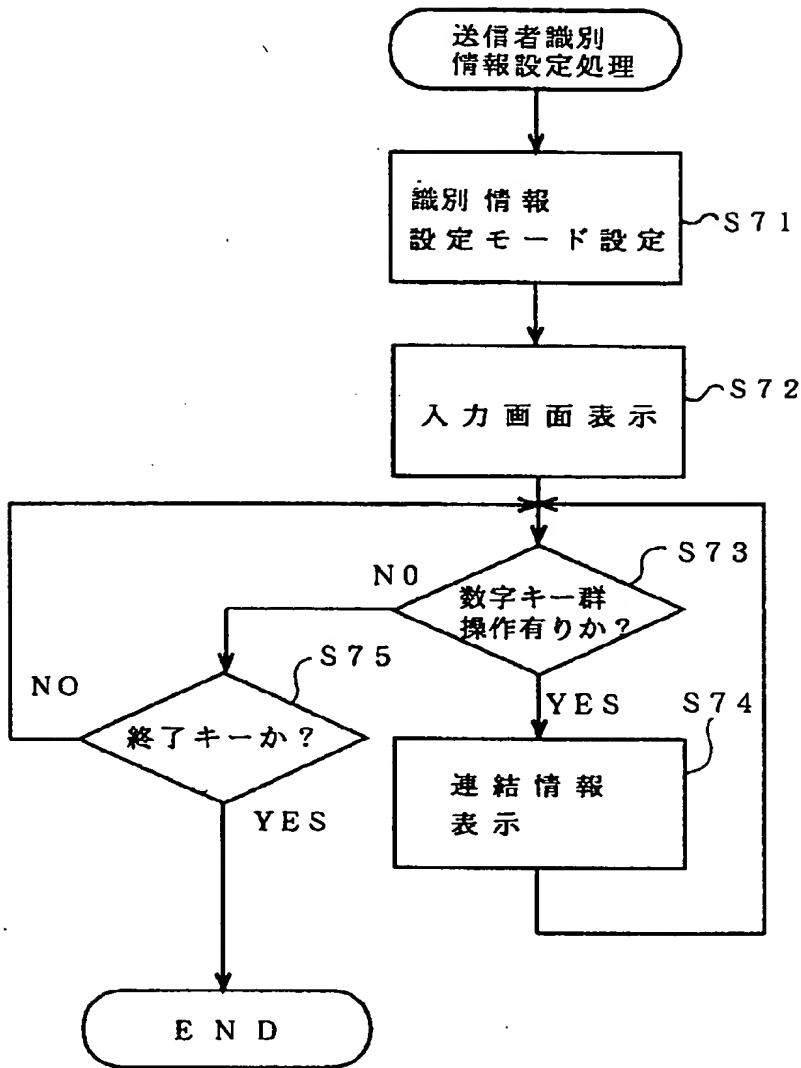 送信者識別
情報設定処理
識別情報
設定モード設定
S71
入力画面表示
S72
S73
NO
数字キー群
操作有りか？
S75
NO
YES
S74
終了キーか？
連結情報
表示
YES
END